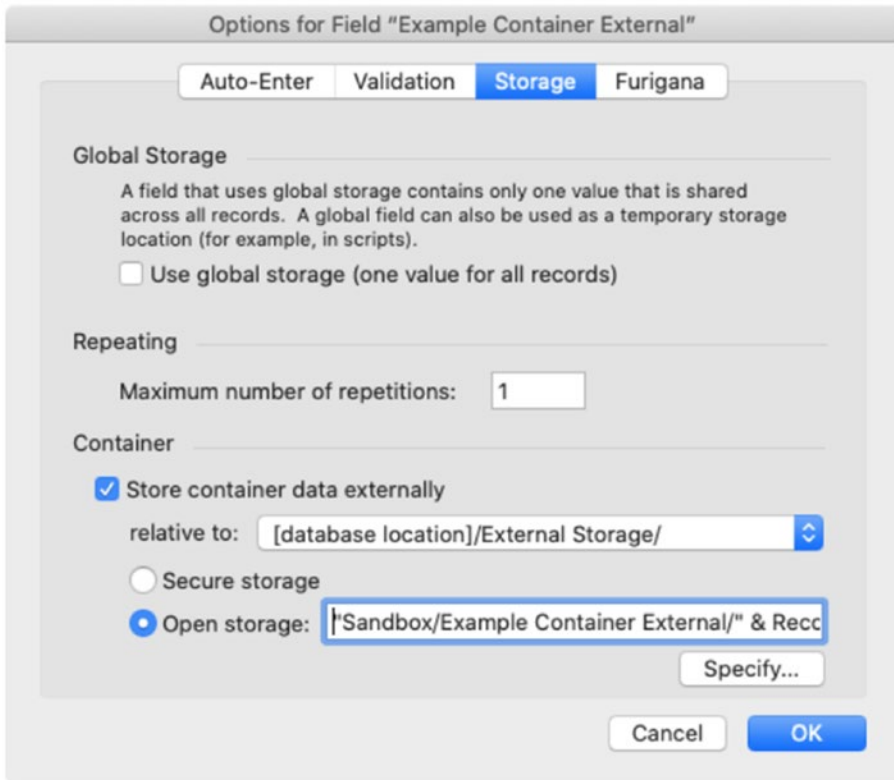 Options for Field “Example Container External”
Auto-Enter Validation Storage Furigana
Global Storage
A field that uses global storage contains only one value that is shared
across all records. A global field can also be used as a temporary storage
location (for example, in scripts).
Use global storage (one value for all records)
Repeating
Maximum number of repetitions: 1
Container
Store container data externally
relative to: [database location]/External Storage/
Secure storage
Open storage: "Sandbox/Example Container External/" & Reco
Specify...
Cancel OK